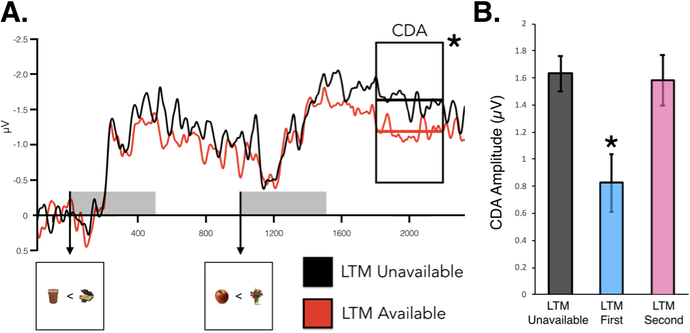 A.
CDA
*
-2.5
-2.0
-1.5
-1.0
-0.5
0
0.5
µV
400
800
1200
1600
2000
<
<
LTM Unavailable
LTM Available
B.
CDA Amplitude (µV)
2
1.8
1.6
1.4
1.2
1
0.8
0.6
0.4
0.2
0
*
LTM Unavailable
LTM First
LTM Second